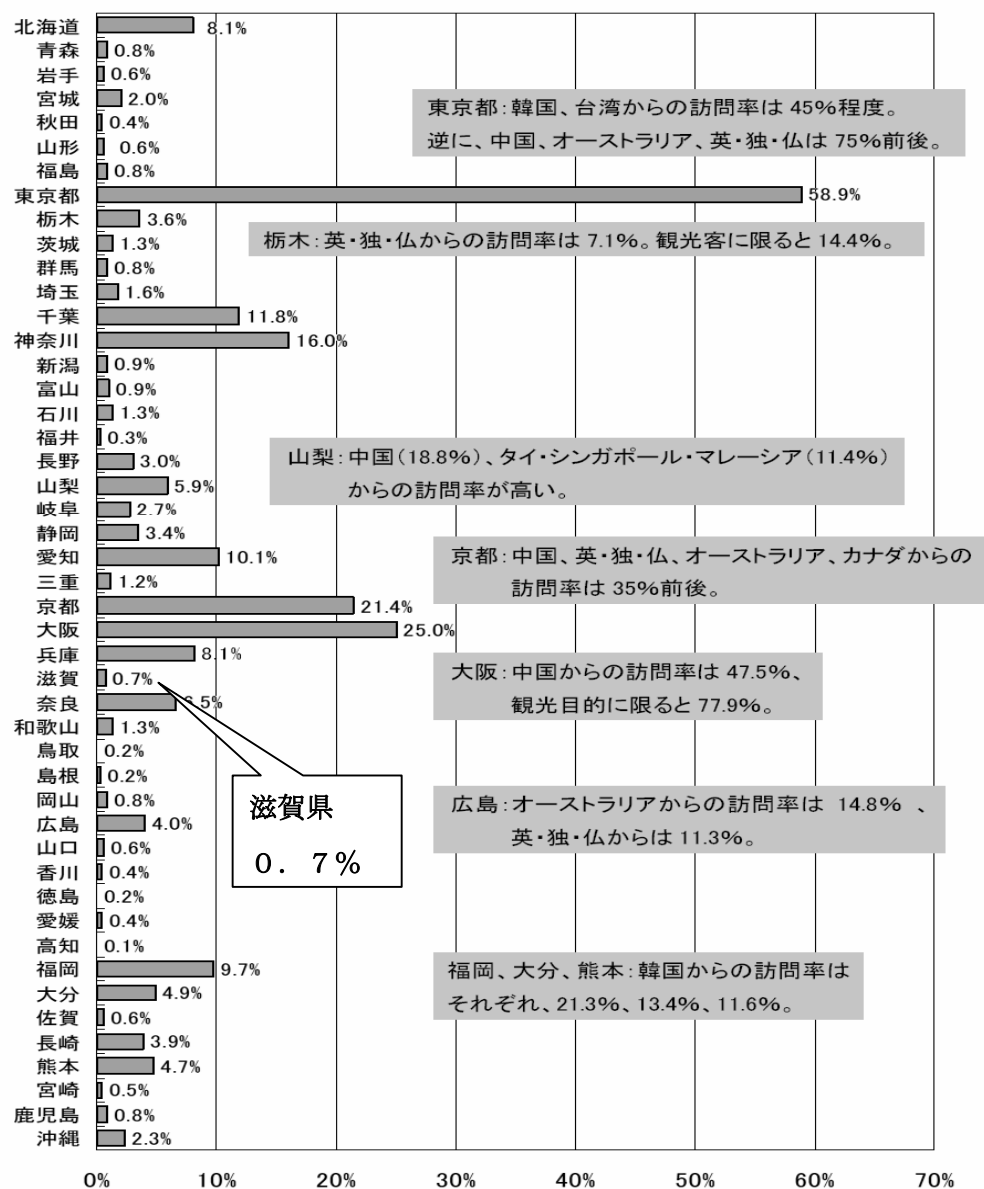 北海道 8.1%
青森 0.8%
岩手 0.6%
宮城 2.0%
秋田 0.4%
山形 0.6%
福島 0.8%
東京都 58.9%
栃木 3.6%
茨城 1.3%
群馬 0.8%
埼玉 1.6%
千葉 11.8%
神奈川 16.0%
新潟 0.9%
富山 0.9%
石川 1.3%
福井 0.3%
長野 3.0%
山梨 5.9%
岐阜 2.7%
静岡 3.4%
愛知 10.1%
三重 1.2%
京都 21.4%
大阪 25.0%
兵庫 8.1%
滋賀 0.7%
奈良 6.5%
和歌山 1.3%
鳥取 0.2%
島根 0.2%
岡山 0.8%
広島 4.0%
山口 0.6%
香川 0.4%
徳島 0.2%
愛媛 0.4%
高知 0.1%
福岡 9.7%
大分 4.9%
佐賀 0.6%
長崎 3.9%
熊本 4.7%
宮崎 0.5%
鹿児島 0.8%
沖縄 2.3%
0% 10% 20% 30% 40% 50% 60% 70%
東京都：韓国、台湾からの訪問率は 45%程度。
逆に、中国、オーストラリア、英・独・仏は 75%前後。
栃木：英・独・仏からの訪問率は 7.1%。観光客に限ると 14.4%。
山梨：中国（18.8%）、タイ・シンガポール・マレーシア（11.4%）
からの訪問率が高い。
京都：中国、英・独・仏、オーストラリア、カナダからの
訪問率は 35%前後。
大阪：中国からの訪問率は 47.5%、
観光目的に限ると 77.9%。
滋賀県
０．７%
広島：オーストラリアからの訪問率は 14.8% 、
英・独・仏からは 11.3%。
福岡、大分、熊本：韓国からの訪問率は
それぞれ、21.3%、13.4%、11.6%。